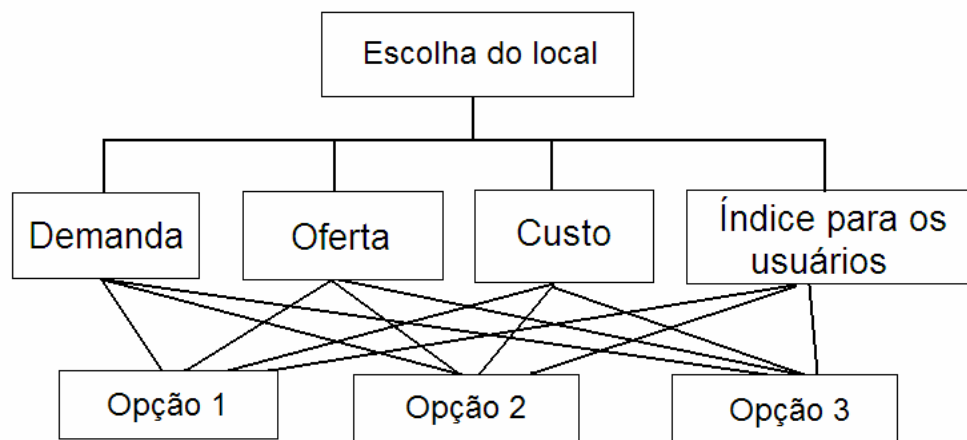 Escolha do local
Demanda
Oferta
Custo
Índice para os
usuários
Opção 1
Opção 2
Opção 3